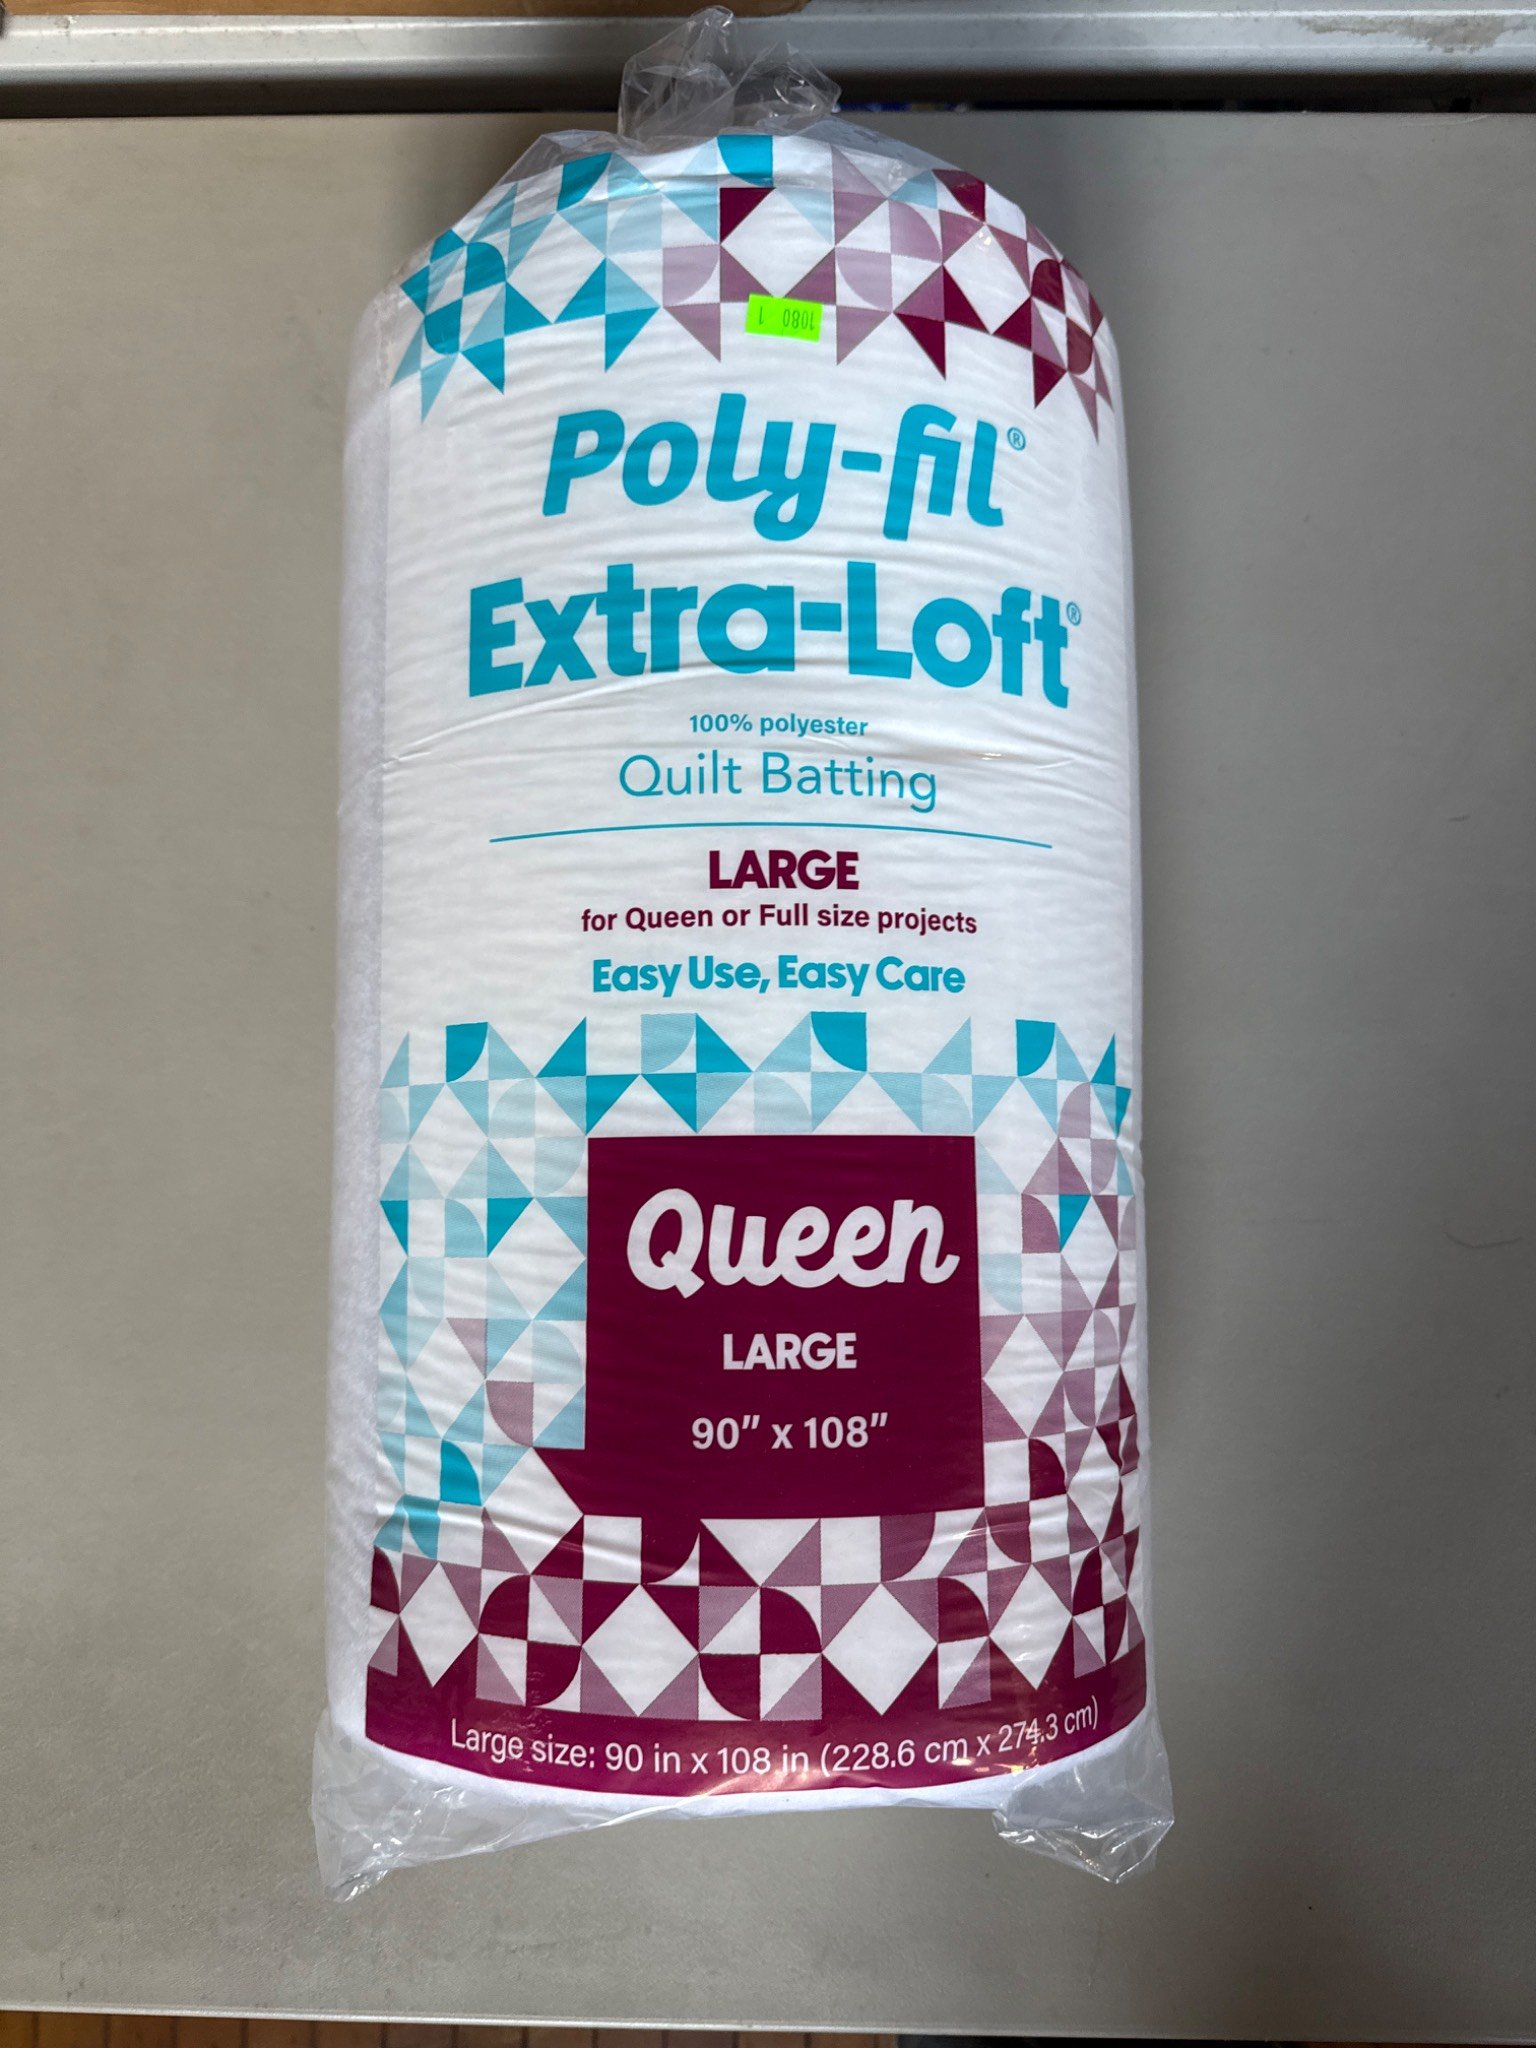 1080 1
Poly-fil®
Extra-Loft®
100% polyester
Quilt Batting
LARGE
for Queen or Full size projects
Easy Use, Easy Care
Queen
LARGE
90" x 108"
Large size: 90 in x 108 in (228.6 cm x 274.3 cm)